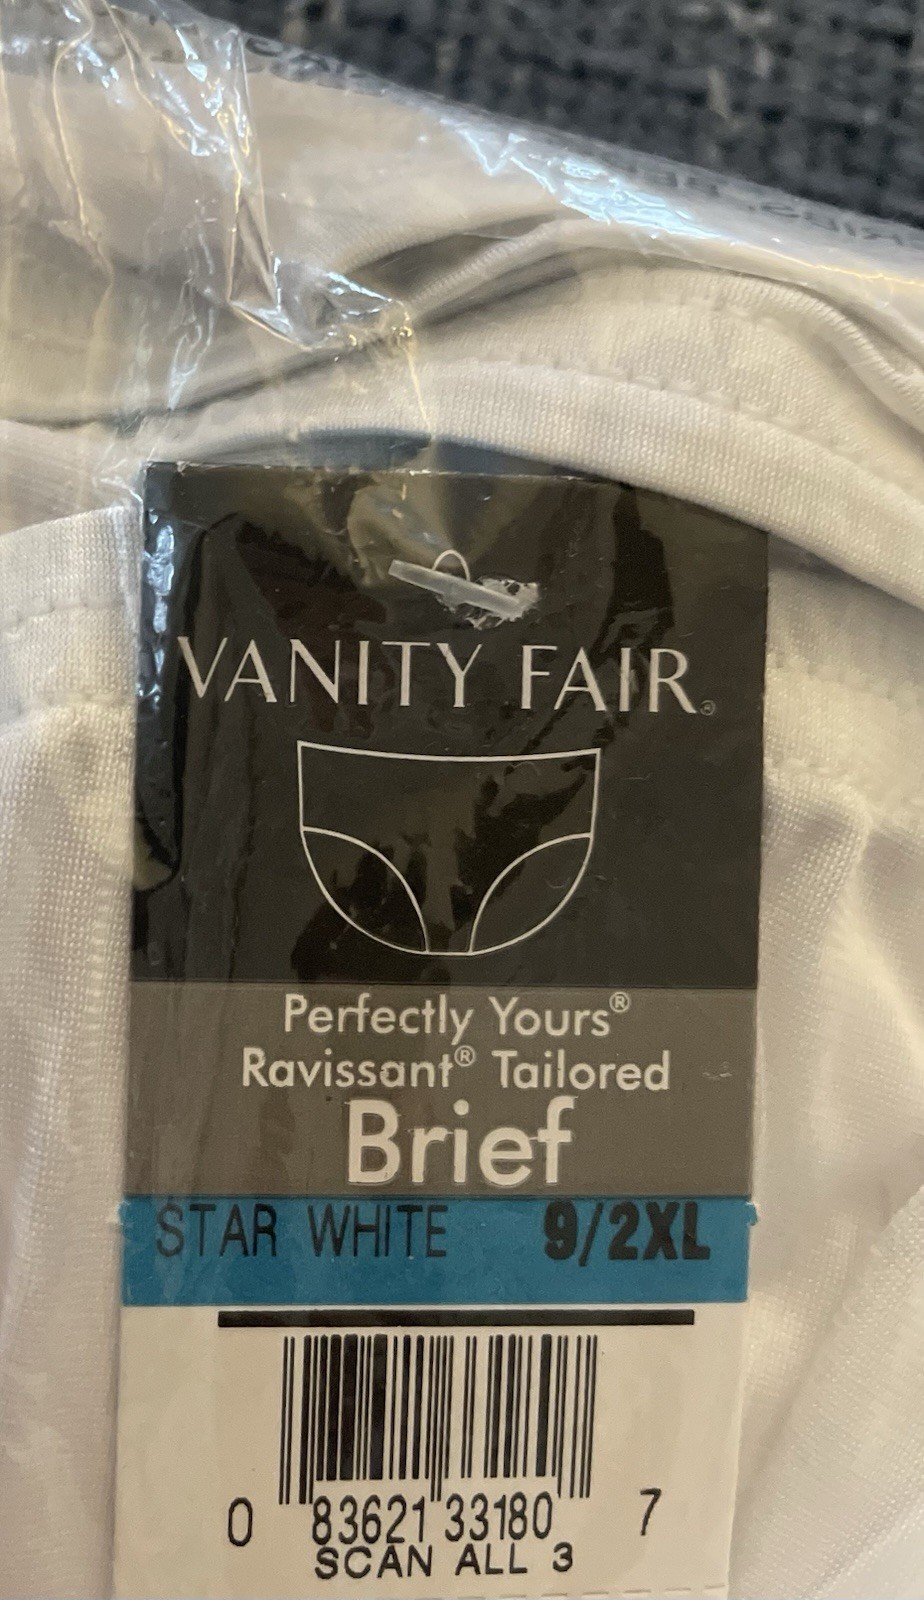 VANITY FAIR®
Perfectly Yours®
Ravissant® Tailored
Brief
STAR WHITE 9/2XL
0 83621 33180 7
SCAN ALL 3